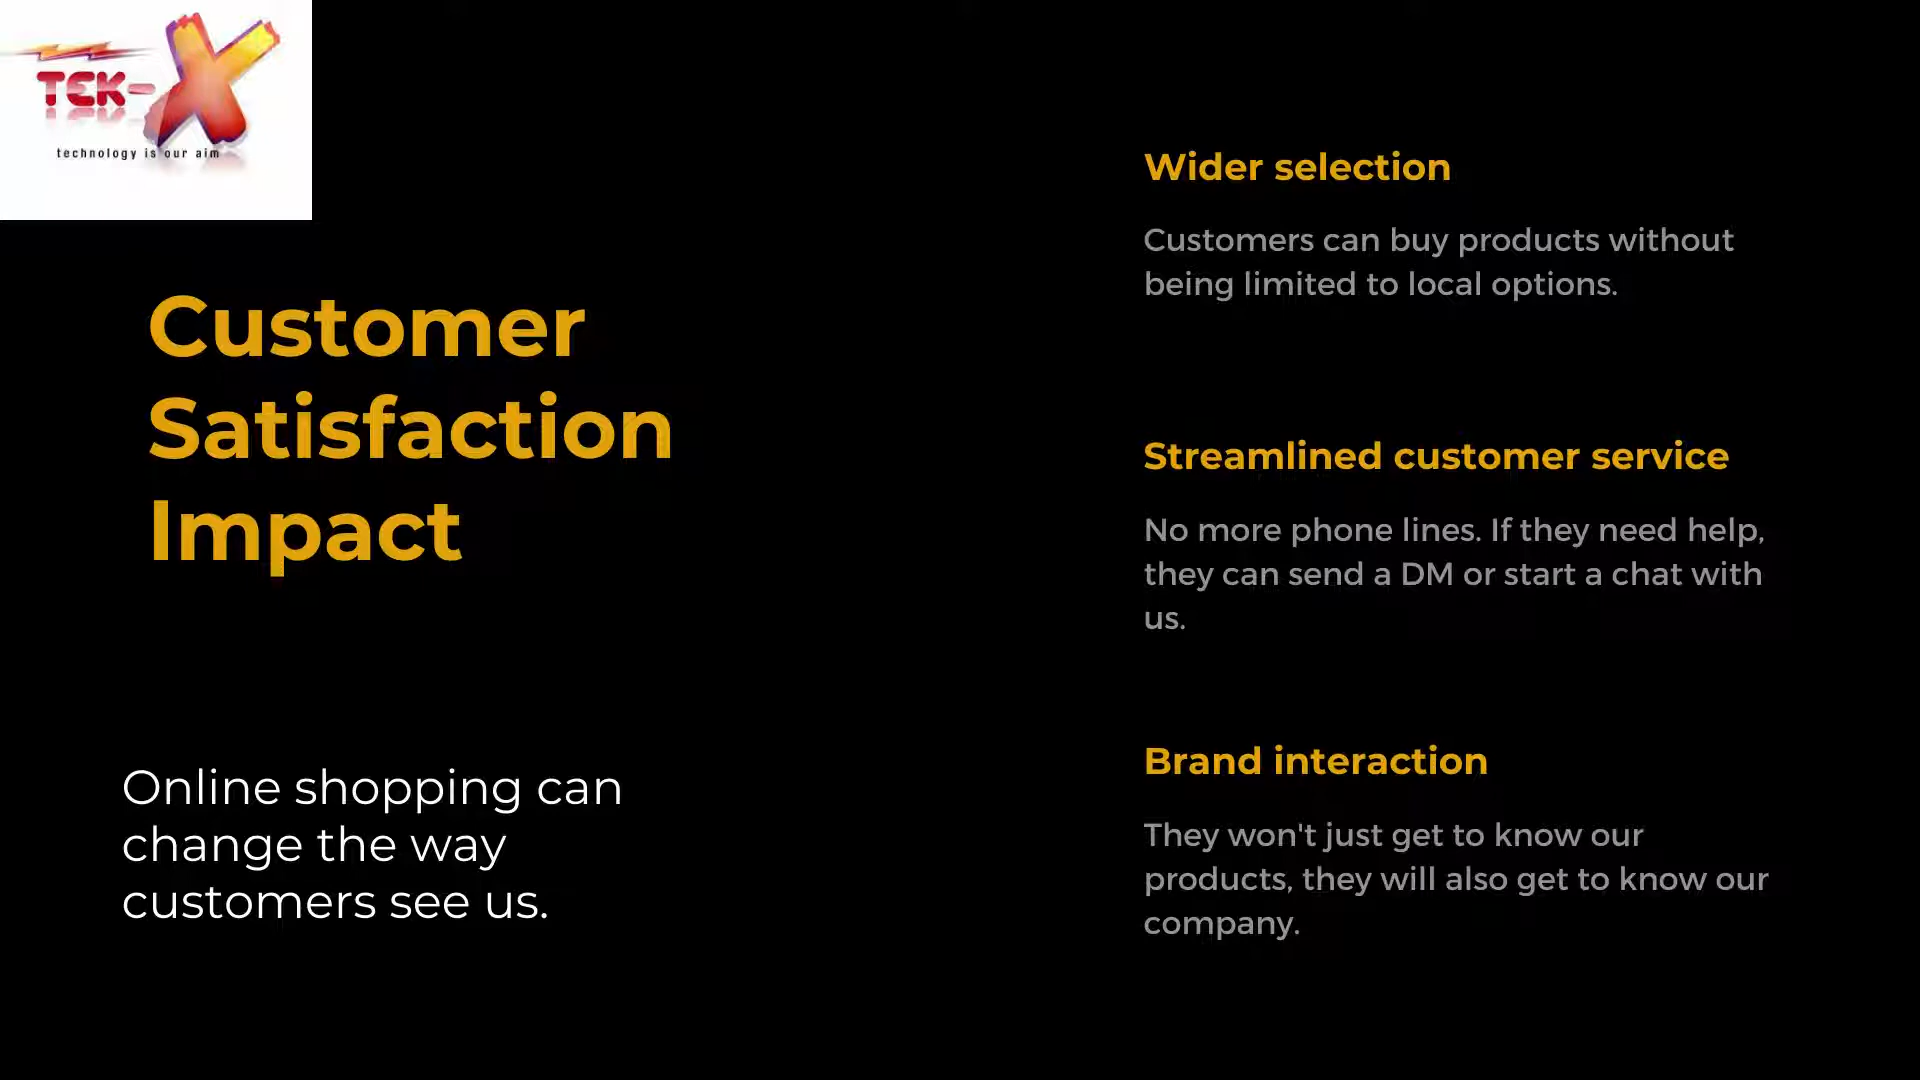 TEK-X
technology is our aim
Customer
Satisfaction
Impact
Online shopping can
change the way
customers see us.
Wider selection
Customers can buy products without
being limited to local options.
Streamlined customer service
No more phone lines. If they need help,
they can send a DM or start a chat with
us.
Brand interaction
They won't just get to know our
products, they will also get to know our
company.